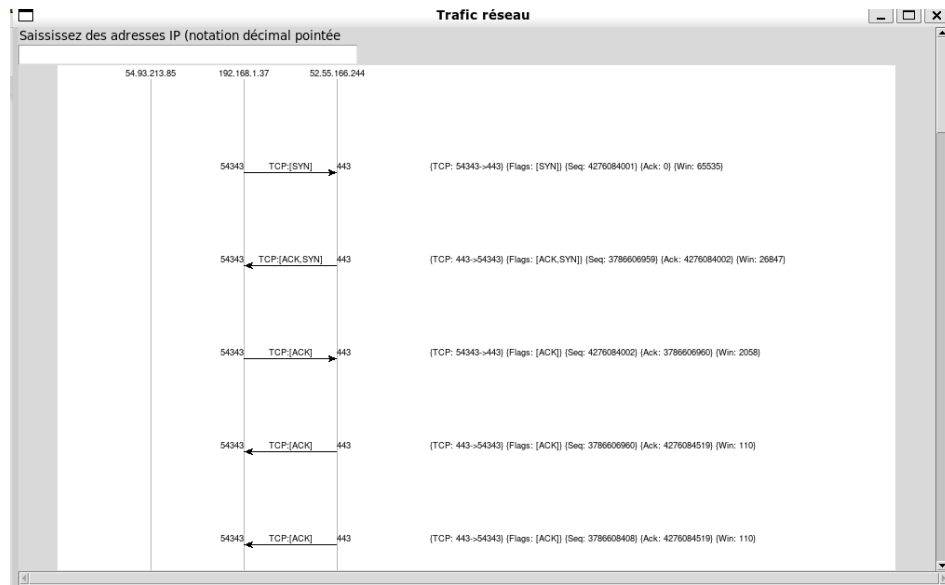 Trafic réseau
Saississez des adresses IP (notation décimal pointée
54.93.213.85 192.168.1.37 52.55.166.244
54343 TCP:[SYN] 443 {TCP: 54343->443} {Flags: [SYN]} {Seq: 4276084001} {Ack: 0} {Win: 65535}
54343 TCP:[ACK,SYN] 443 {TCP: 443->54343} {Flags: [ACK,SYN]} {Seq: 3786606959} {Ack: 4276084002} {Win: 26847}
54343 TCP:[ACK] 443 {TCP: 54343->443} {Flags: [ACK]} {Seq: 4276084002} {Ack: 3786606960} {Win: 2058}
54343 TCP:[ACK] 443 {TCP: 443->54343} {Flags: [ACK]} {Seq: 3786606960} {Ack: 4276084519} {Win: 110}
54343 TCP:[ACK] 443 {TCP: 443->54343} {Flags: [ACK]} {Seq: 3786608408} {Ack: 4276084519} {Win: 110}